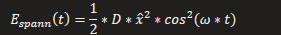 E_spann(t) = 1/2 * D * x̂² * cos²(ω * t)